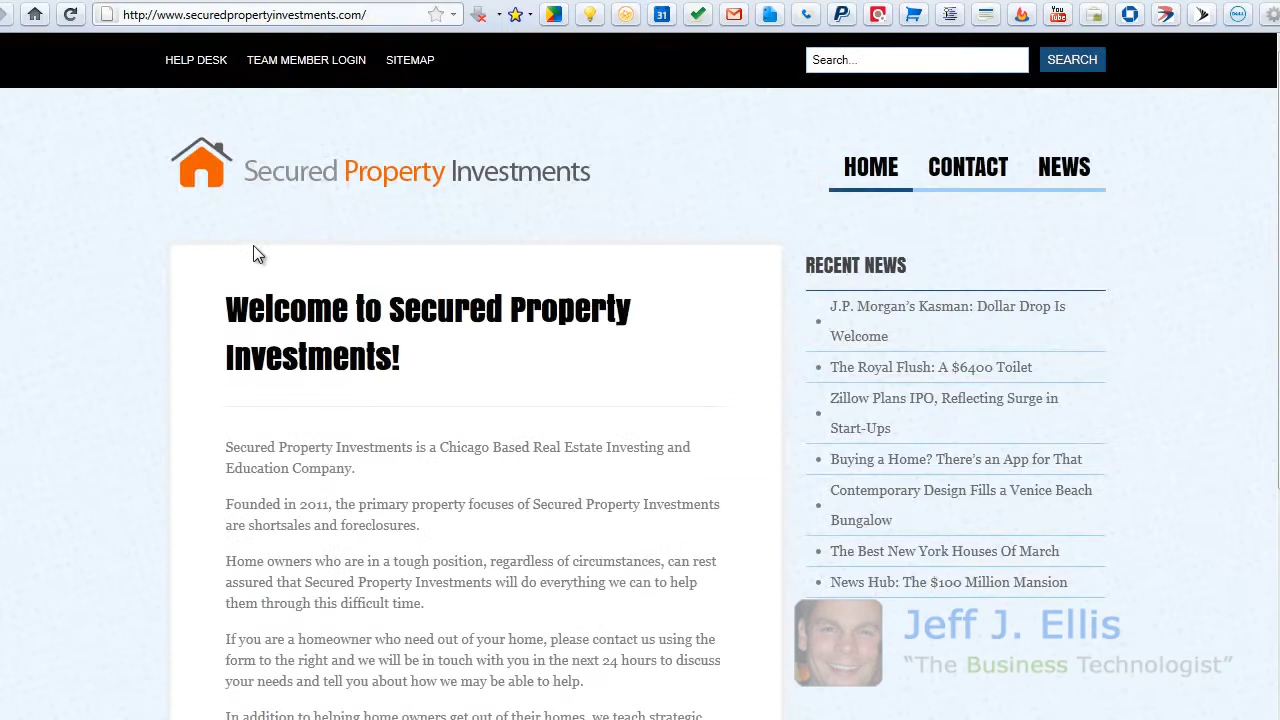 http://www.securedpropertyinvestments.com/
31
You
Tube
DELL
HELP DESK TEAM MEMBER LOGIN SITEMAP
Search...
SEARCH
Secured Property Investments
HOME CONTACT NEWS
Welcome to Secured Property
Investments!
Secured Property Investments is a Chicago Based Real Estate Investing and
Education Company.
Founded in 2011, the primary property focuses of Secured Property Investments
are shortsales and foreclosures.
Home owners who are in a tough position, regardless of circumstances, can rest
assured that Secured Property Investments will do everything we can to help
them through this difficult time.
If you are a homeowner who need out of your home, please contact us using the
form to the right and we will be in touch with you in the next 24 hours to discuss
your needs and tell you about how we may be able to help.
In addition to helping home owners get out of their homes, we teach strategic
RECENT NEWS
J.P. Morgan's Kasman: Dollar Drop Is
Welcome
The Royal Flush: A $6400 Toilet
Zillow Plans IPO, Reflecting Surge in
Start-Ups
Buying a Home? There's an App for That
Contemporary Design Fills a Venice Beach
Bungalow
The Best New York Houses Of March
News Hub: The $100 Million Mansion
Jeff J. Ellis
"The Business Technologist"